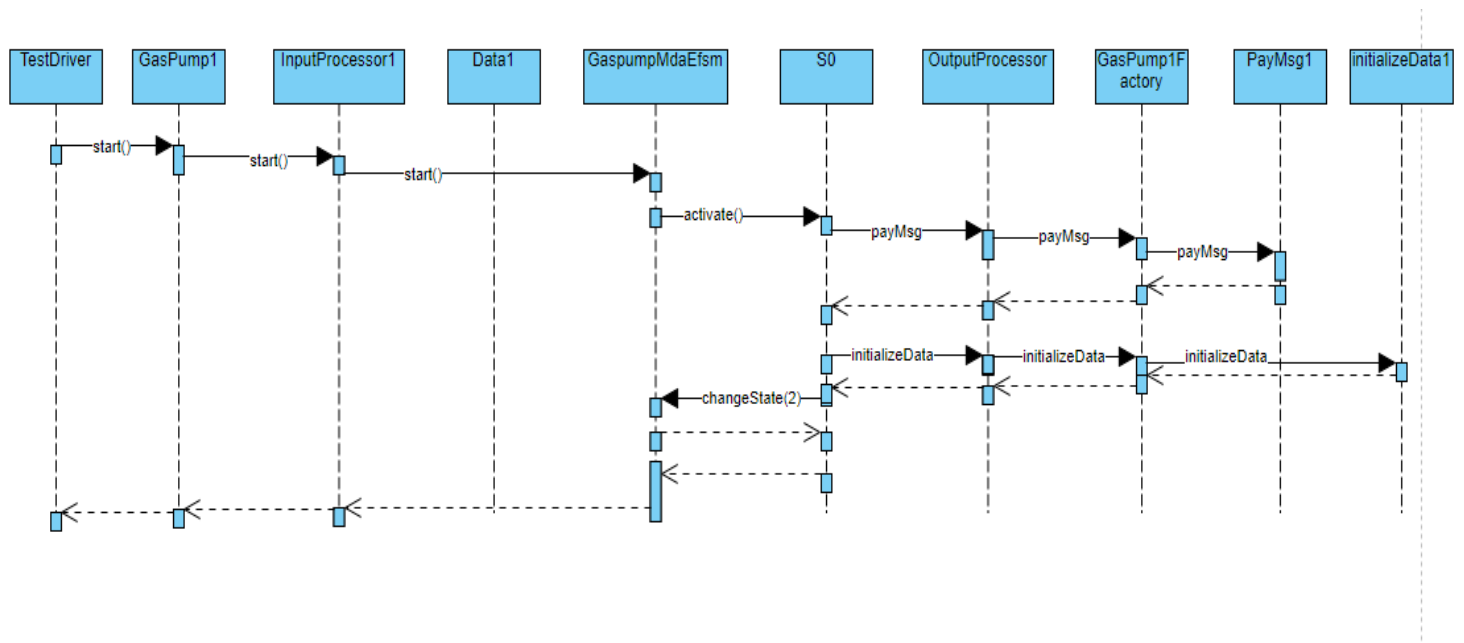 TestDriver
GasPump1
InputProcessor1
Data1
GaspumpMdaEfsm
S0
OutputProcessor
GasPump1F
actory
PayMsg1
initializeData1
start()
start()
start()
activate()
payMsg
payMsg
payMsg
initializeData
initializeData
initializeData
changeState(2)